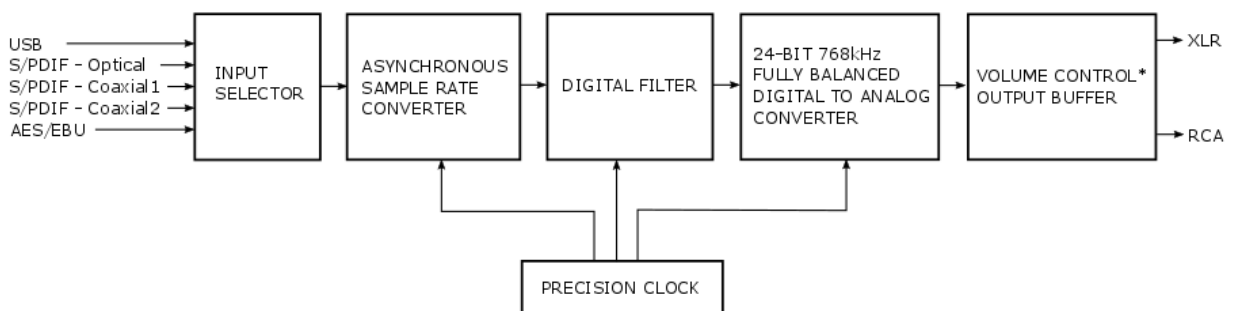 USB
S/PDIF - Optical
S/PDIF - Coaxial1
S/PDIF - Coaxial2
AES/EBU
INPUT
SELECTOR
ASYNCHRONOUS
SAMPLE RATE
CONVERTER
DIGITAL FILTER
24-BIT 768kHz
FULLY BALANCED
DIGITAL TO ANALOG
CONVERTER
VOLUME CONTROL*
OUTPUT BUFFER
XLR
RCA
PRECISION CLOCK